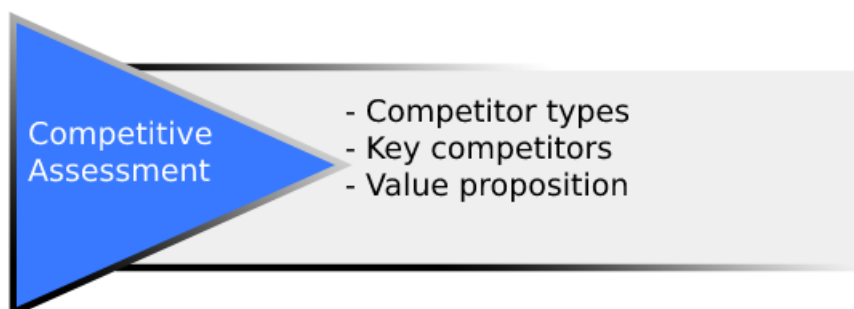 Competitive
Assessment
- Competitor types
- Key competitors
- Value proposition